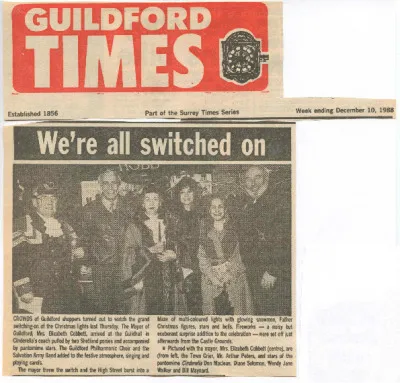 GUILDFORD
TIMES
Established 1856
Part of the Surrey Times Series
Week ending December 10, 1988
We're all switched on
CROWDS of Guildford shoppers turned out to watch the grand
switching-on of the Christmas lights last Thursday. The Mayor of
Guildford, Mrs. Elizabeth Cobbett, arrived at the Guildhall in
Cinderella's coach pulled by two Shetland ponies and accompanied
by pantomime stars. The Guildford Philharmonic Choir and the
Salvation Army Band added to the festive atmosphere, singing and
playing carols.
The mayor threw the switch and the High Street burst into a
blaze of multi-coloured lights with glowing snowmen, Father
Christmas figures, stars and bells. Fireworks — a noisy but
exuberant surprise addition to the celebration — were set off just
afterwards from the Castle Grounds.
● Pictured with the mayor, Mrs. Elizabeth Cobbett (centre), are
(from left), the Town Crier, Mr. Arthur Peters, and stars of the
pantomime Cinderella Des Maclean, Diane Solomon, Wendy Jane
Walker and Bill Maynard.